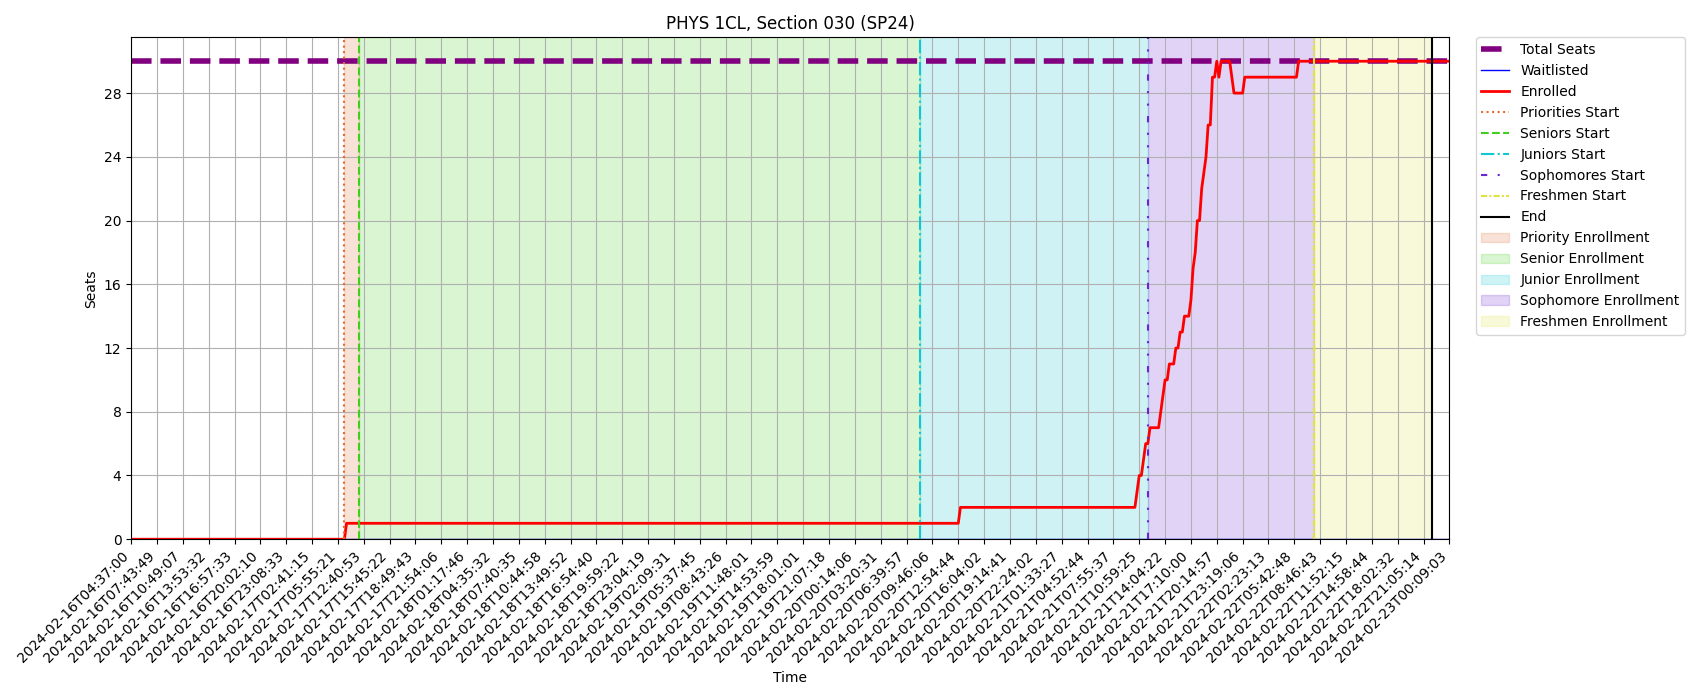 PHYS 1CL, Section 030 (SP24)
Total Seats
Waitlisted
Enrolled
Priorities Start
Seniors Start
Juniors Start
Sophomores Start
Freshmen Start
End
Priority Enrollment
Senior Enrollment
Junior Enrollment
Sophomore Enrollment
Freshmen Enrollment
Seats
28
24
20
16
12
8
4
0
2024-02-16T04:37:00
2024-02-16T07:43:49
2024-02-16T10:49:07
2024-02-16T13:53:32
2024-02-16T16:57:33
2024-02-16T20:02:10
2024-02-16T23:08:33
2024-02-17T02:41:15
2024-02-17T05:55:21
2024-02-17T12:40:53
2024-02-17T15:45:22
2024-02-17T18:49:43
2024-02-17T21:54:06
2024-02-18T01:17:46
2024-02-18T04:35:32
2024-02-18T07:40:35
2024-02-18T10:44:58
2024-02-18T13:49:52
2024-02-18T16:54:40
2024-02-18T19:59:22
2024-02-18T23:04:19
2024-02-19T02:09:31
2024-02-19T05:37:45
2024-02-19T08:43:26
2024-02-19T11:48:01
2024-02-19T14:53:59
2024-02-19T18:01:01
2024-02-19T21:07:18
2024-02-20T00:14:06
2024-02-20T03:20:31
2024-02-20T06:39:57
2024-02-20T09:46:06
2024-02-20T12:54:44
2024-02-20T16:04:02
2024-02-20T19:14:41
2024-02-20T22:24:02
2024-02-21T01:33:27
2024-02-21T04:52:44
2024-02-21T07:55:37
2024-02-21T10:59:25
2024-02-21T14:04:22
2024-02-21T17:10:00
2024-02-21T20:14:57
2024-02-21T23:19:06
2024-02-22T02:23:13
2024-02-22T05:42:48
2024-02-22T08:46:43
2024-02-22T11:52:15
2024-02-22T14:58:44
2024-02-22T18:02:32
2024-02-22T21:05:14
2024-02-23T00:09:03
Time